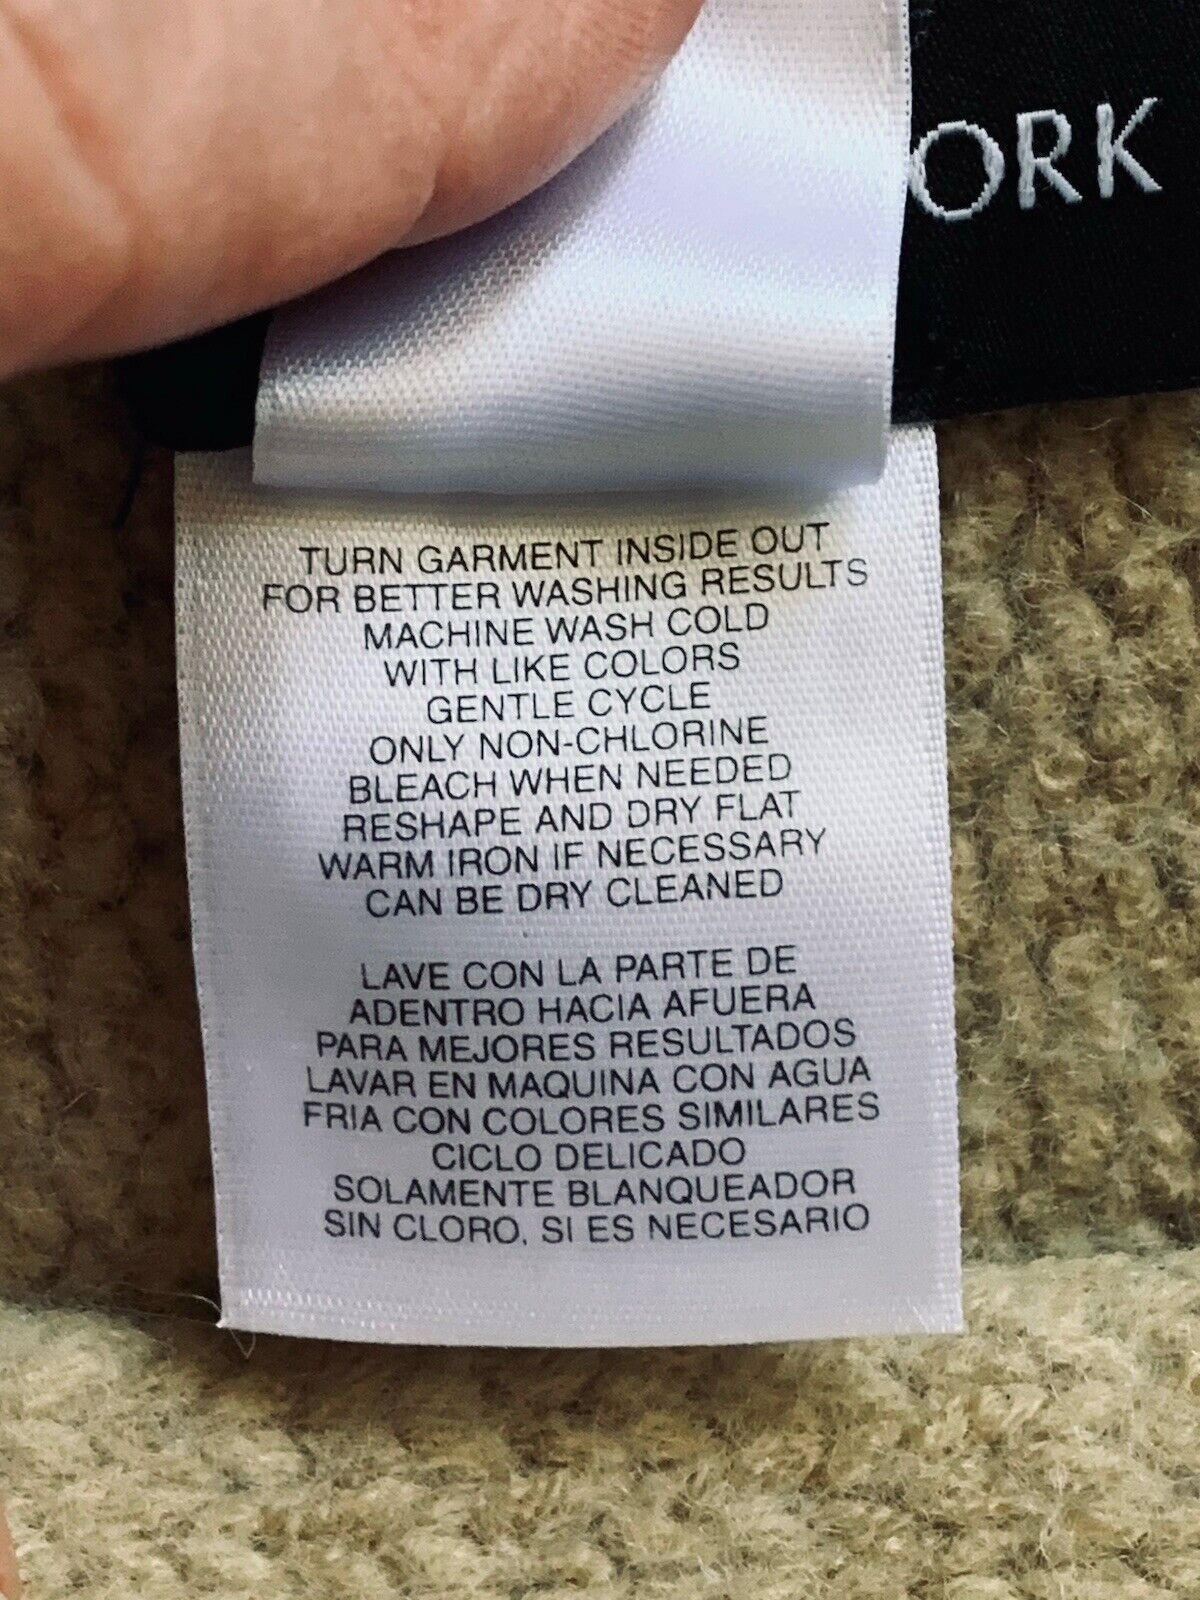 ORK
TURN GARMENT INSIDE OUT
FOR BETTER WASHING RESULTS
MACHINE WASH COLD
WITH LIKE COLORS
GENTLE CYCLE
ONLY NON-CHLORINE
BLEACH WHEN NEEDED
RESHAPE AND DRY FLAT
WARM IRON IF NECESSARY
CAN BE DRY CLEANED
LAVE CON LA PARTE DE
ADENTRO HACIA AFUERA
PARA MEJORES RESULTADOS
LAVAR EN MAQUINA CON AGUA
FRIA CON COLORES SIMILARES
CICLO DELICADO
SOLAMENTE BLANQUEADOR
SIN CLORO, SI ES NECESARIO